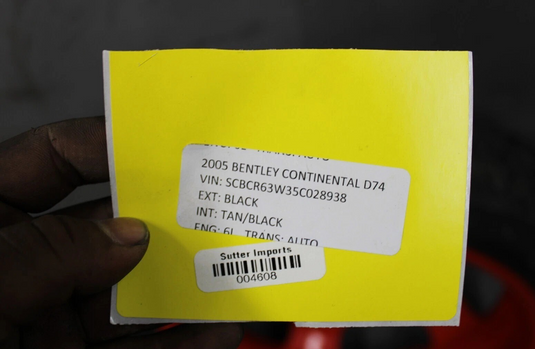 2005 BENTLEY CONTINENTAL D74
VIN: SCBCR63W35C028938
EXT: BLACK
INT: TAN/BLACK
ENG: 6L TRANS: AUTO
Sutter Imports
004608